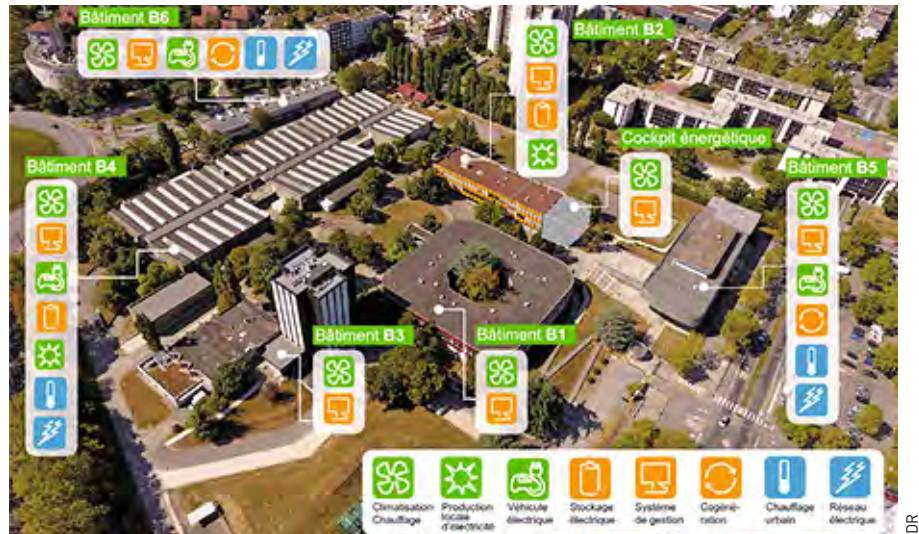 Bâtiment B6
Bâtiment B2
Cockpit énergétique
Bâtiment B4
Bâtiment B5
Bâtiment B3
Bâtiment B1
Climatisation
Chauffage
Production
locale
d'électricité
Véhicule
électrique
Stockage
électrique
Système
de gestion
Cogéné-
ration
Chauffage
urbain
Réseau
électrique
DR